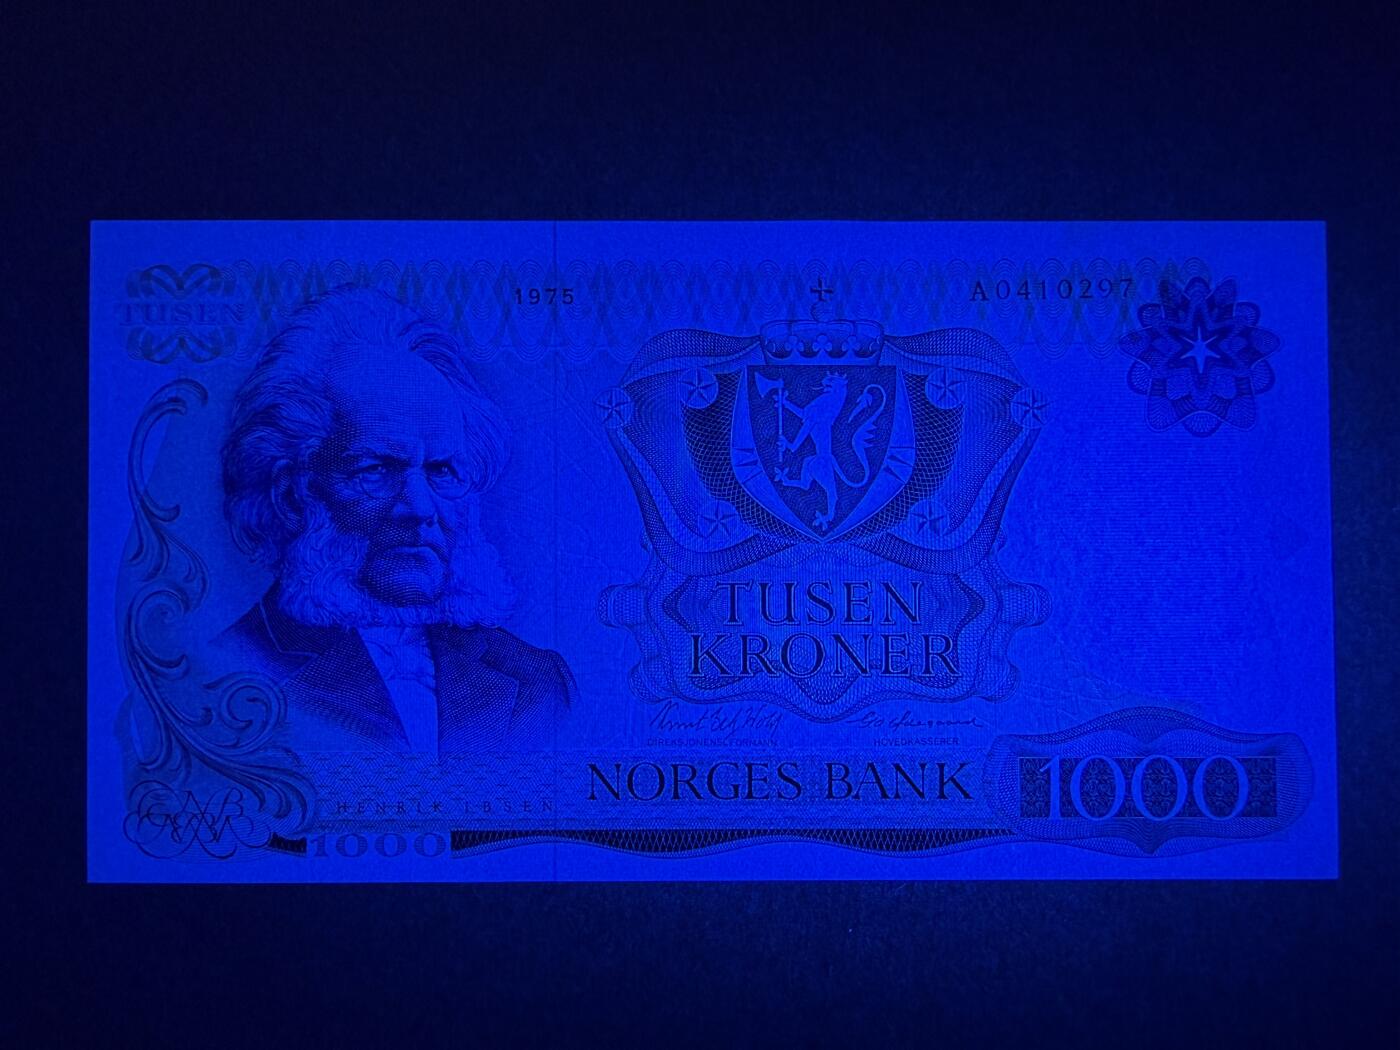 TUSEN
1975
A0410297
TUSEN
KRONER
DIREKSJONENS FORMANN
HOVEDKASSERER
NORGES BANK
1000
HENRIK IBSEN
1000